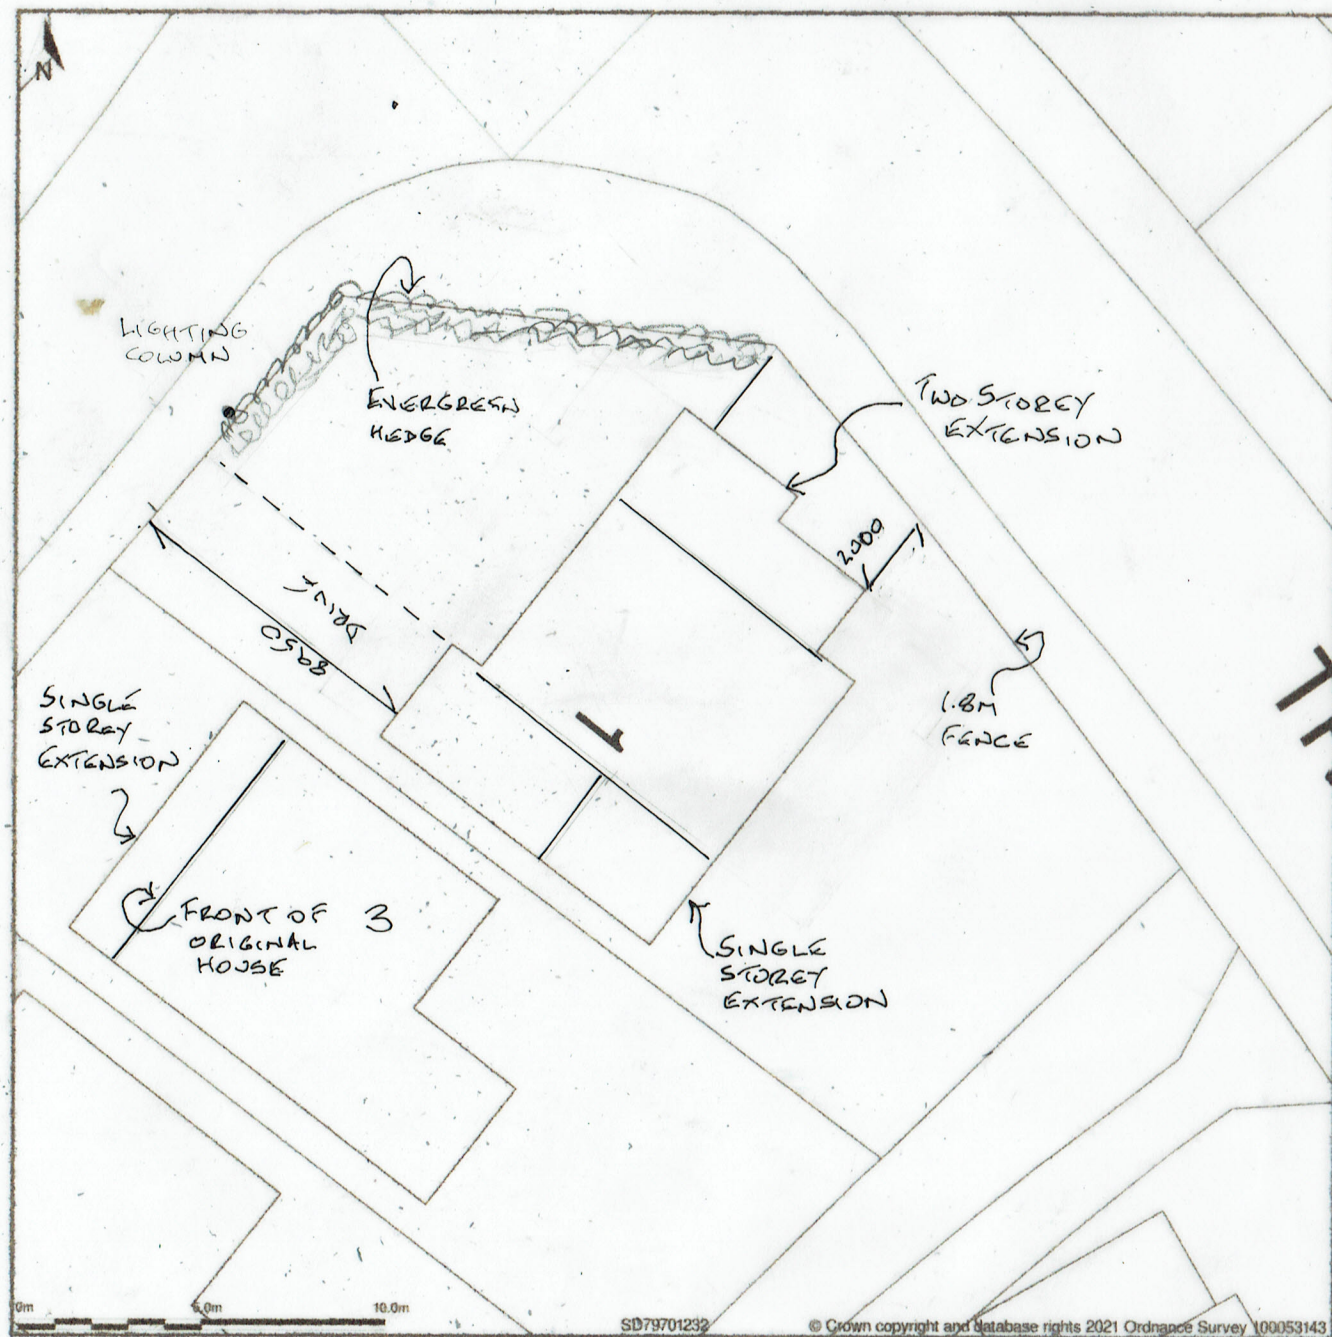 N
LIGHTING
COLUMN
EVERGREEN
HEDGE
TWO STOREY
EXTENSION
2000
DRIVE
8950
1.8M
FENCE
SINGLE
STOREY
EXTENSION
1
FRONT OF
ORIGINAL
HOUSE
3
SINGLE
STOREY
EXTENSION
0m
5.0m
10.0m
SD79701232
© Crown copyright and database rights 2021 Ordnance Survey 100053143